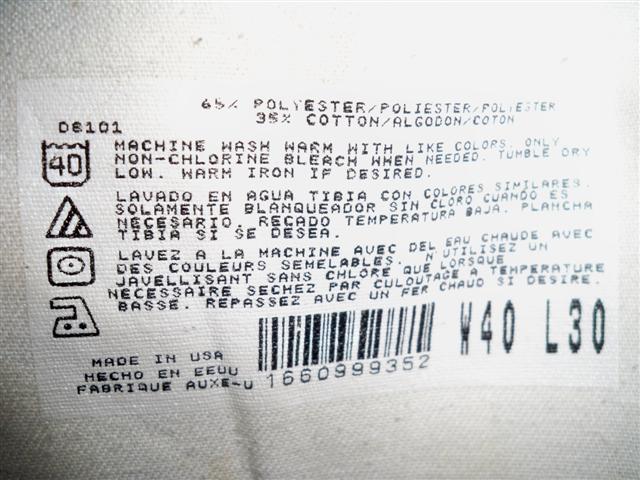 65% POLYESTER/POLIESTER/POLYESTER
35% COTTON/ALGODON/COTON
D6101
40
MACHINE WASH WARM WITH LIKE COLORS. ONLY
NON-CHLORINE BLEACH WHEN NEEDED. TUMBLE DRY
LOW. WARM IRON IF DESIRED.
LAVADO EN AGUA TIBIA CON COLORES SIMILARES.
SOLAMENTE BLANQUEADOR SIN CLORO CUANDO ES
NECESARIO. RECADO TEMPERATURA BAJA. PLANCHA
TIBIA SI SE DESEA.
LAVEZ A LA MACHINE AVEC DEL EAU CHAUDE AVEC
DES COULEURS SEMELABLES. N'UTILISEZ UN
JAVELLISANT SANS CHLORE QUE LORSQUE
NECESSAIRE SECHEZ PAR CULOUTAGE A TEMPERATURE
BASSE. REPASSEZ AVEC UN FER CHAUD SI DESIRE.
W40 L30
MADE IN USA
HECHO EN EEUU
FABRIQUE AUXE-U
1660999352